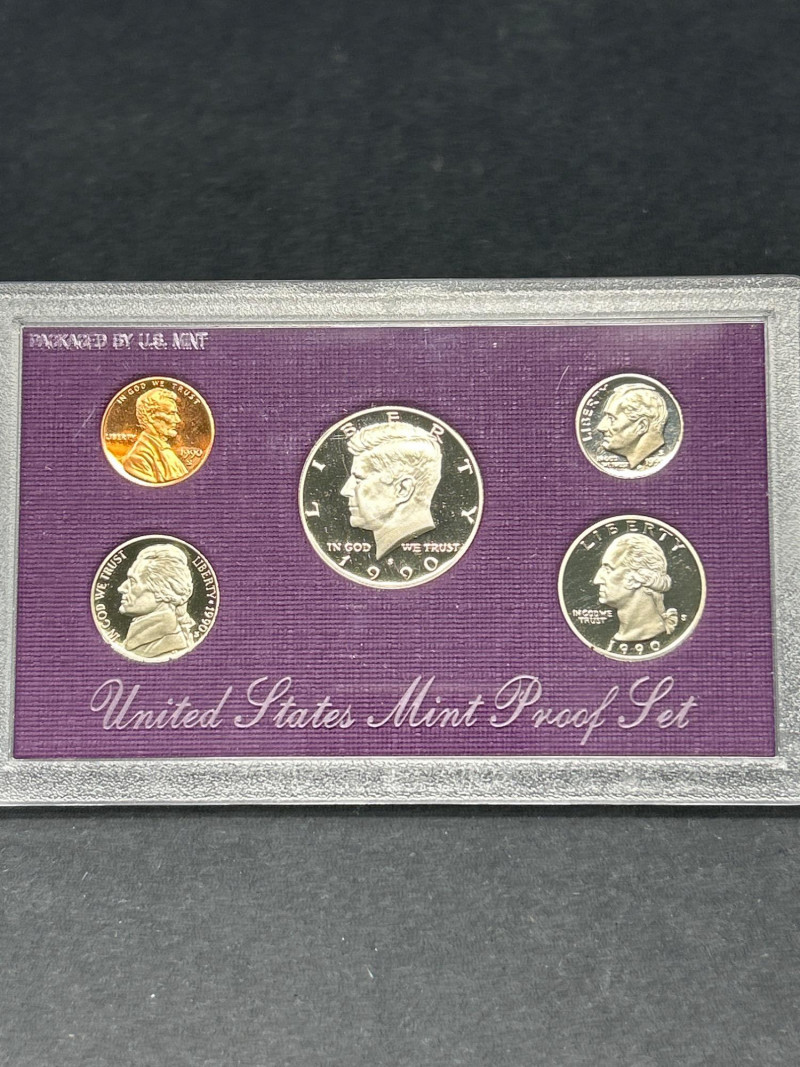 PACKAGED BY U.S. MINT
IN GOD WE TRUST
LIBERTY
1990
S
LIBERTY
IN GOD WE TRUST
S
1990
LIBERTY
IN GOD WE TRUST
LIBERTY • 1990
S
LIBERTY
IN GOD WE
TRUST
S
1990
United States Mint Proof Set